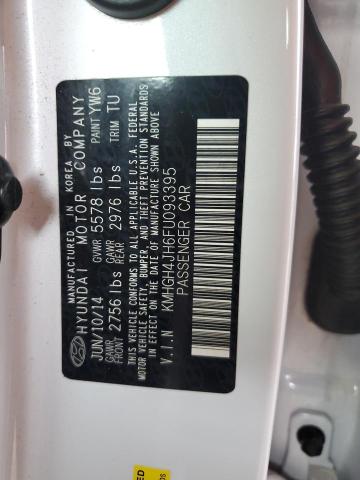 MANUFACTURED IN KOREA BY
HYUNDAI MOTOR COMPANY
JUN/10/14 GVWR 5578 lbs PAINT YW6
GAWR FRONT 2756 lbs GAWR REAR 2976 lbs TRIM TU
THIS VEHICLE CONFORMS TO ALL APPLICABLE U.S.A. FEDERAL
MOTOR VEHICLE SAFETY, BUMPER, AND THEFT PREVENTION STANDARDS
IN EFFECT ON THE DATE OF MANUFACTURE SHOWN ABOVE
V.I.N KMHGH4JH6FU093395
PASSENGER CAR